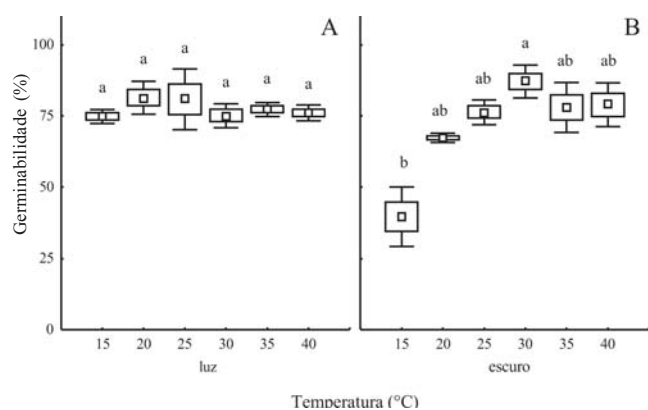 A
B
100
75
50
25
0
Germinabilidade (%)
a a a a a a
b ab ab a ab ab
15 20 25 30 35 40
15 20 25 30 35 40
luz
escuro
Temperatura (°C)